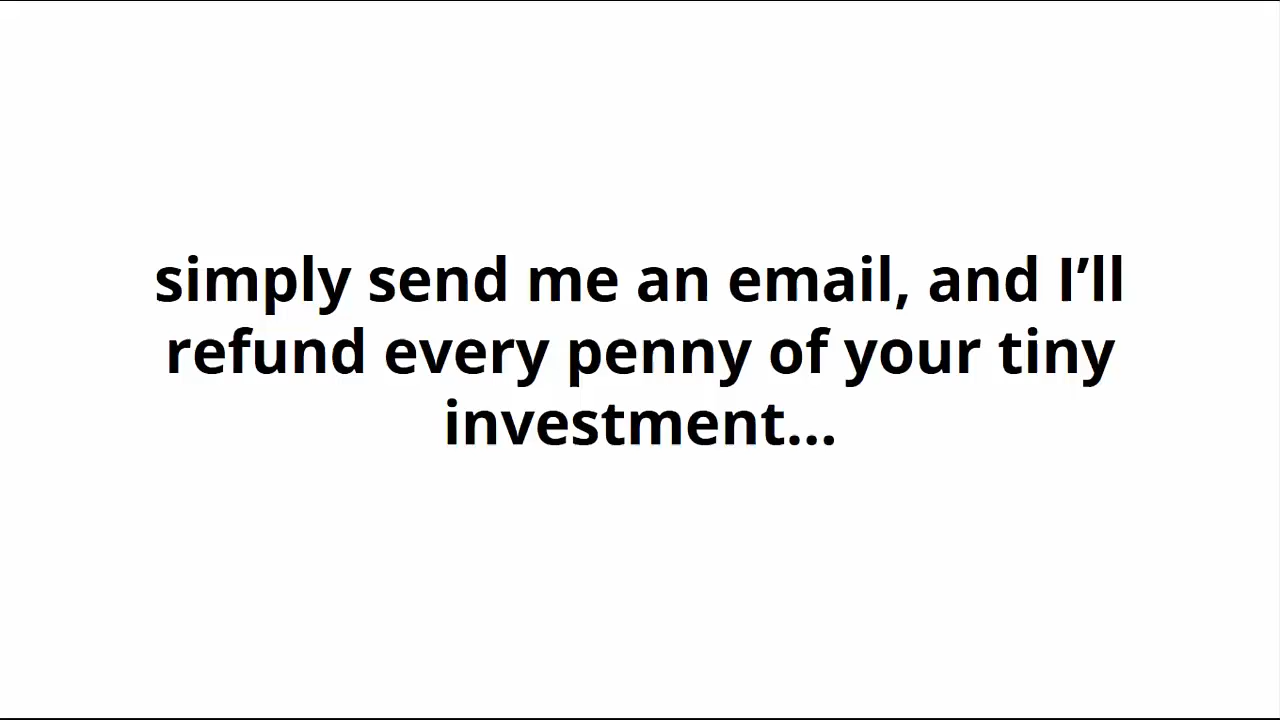 simply send me an email, and I’ll
refund every penny of your tiny
investment...